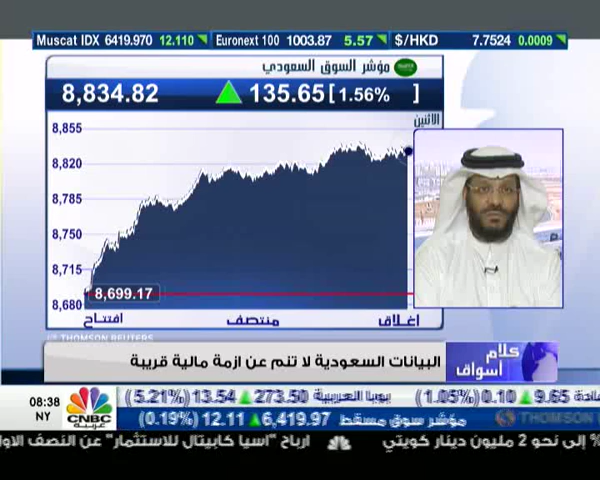 Muscat IDX 6419.970 12.110 Euronext 100 1003.87 5.57 $/HKD 7.7524 0.0009
مؤشر السوق السعودي
8,834.82 135.65 [1.56% ]
الاثنين
8,855
8,820
8,785
8,750
8,715
8,680
8,699.17
افتتاح منتصف اغلاق
THOMSON REUTERS
كلام أسواق
البيانات السعودية لا تنم عن ازمة مالية قريبة
08:38 NY
CNBC عربية
9.65 0.10 (1.05%) يوبا العربية 273.50 13.54 (5.21%)
THOMSON مؤشر سوق مسقط 6,419.97 12.11 (0.19%)
% إلى نحو 2 مليون دينار كويتي ارباح "اسيا كابيتال للاستثمار" عن النصف